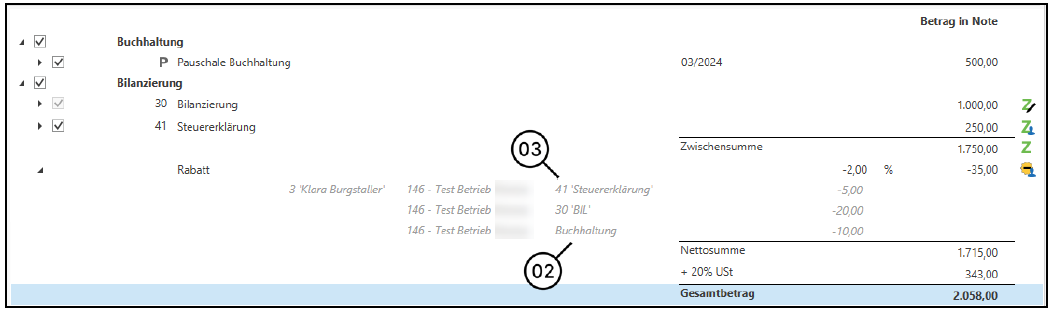 Betrag in Note
Buchhaltung
P Pauschale Buchhaltung 03/2024 500,00
Bilanzierung
30 Bilanzierung 1.000,00
41 Steuererklärung 250,00
03
Zwischensumme 1.750,00
Rabatt -2,00 % -35,00
3 'Klara Burgstaller' 146 - Test Betrieb 41 'Steuererklärung' -5,00
146 - Test Betrieb 30 'BIL' -20,00
146 - Test Betrieb Buchhaltung -10,00
Nettosumme 1.715,00
02
+ 20% USt 343,00
Gesamtbetrag 2.058,00